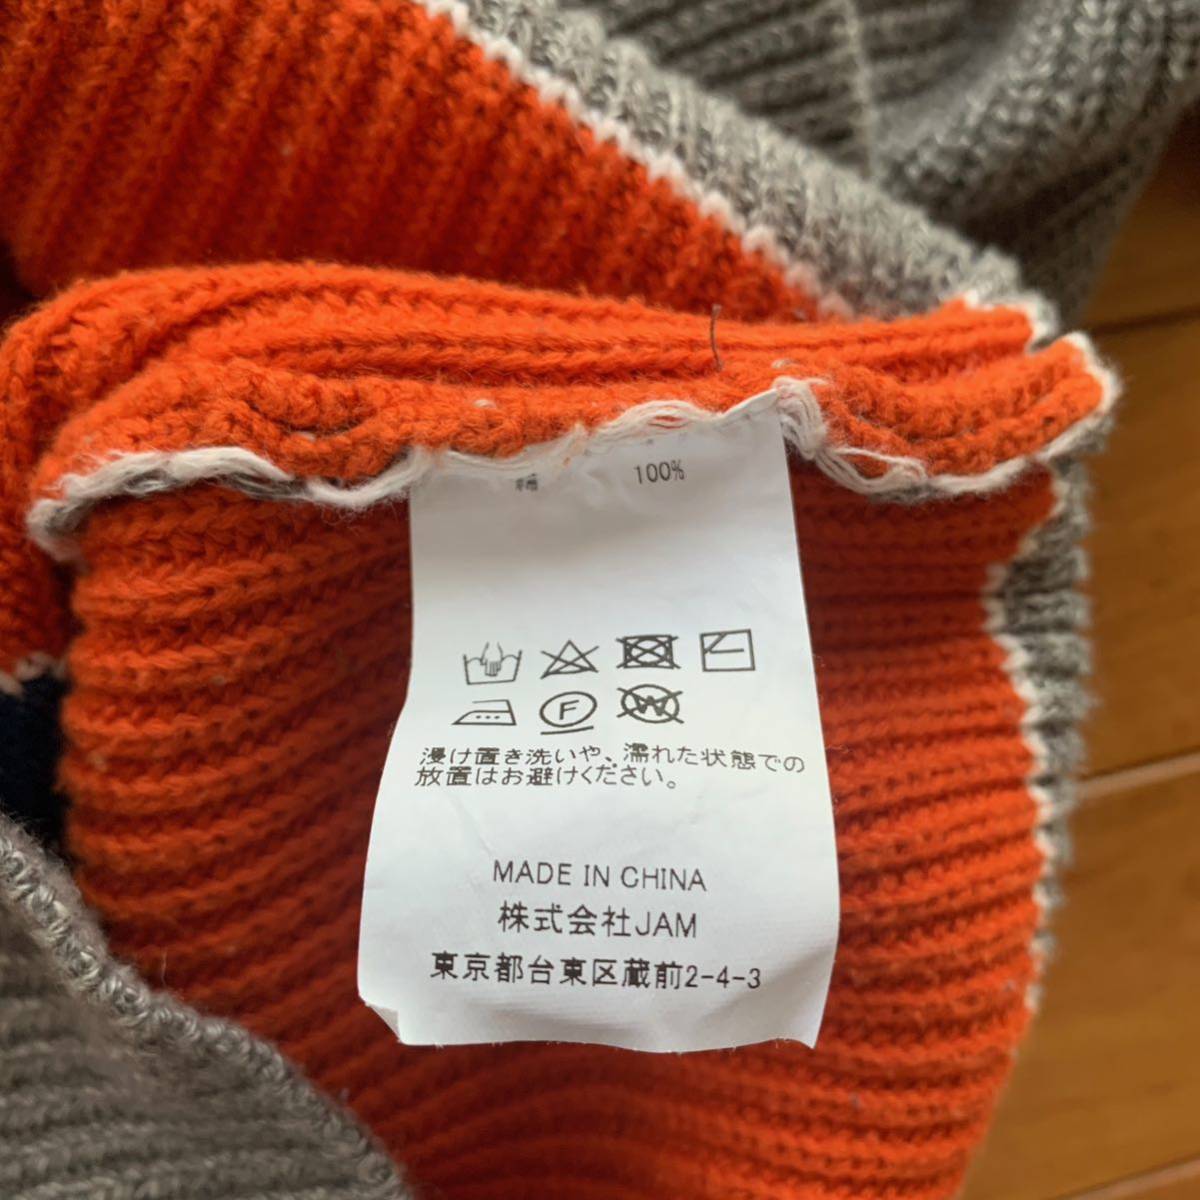 綿 100%
F
W
浸け置き洗いや、濡れた状態での
放置はお避けください。
MADE IN CHINA
株式会社JAM
東京都台東区蔵前2-4-3